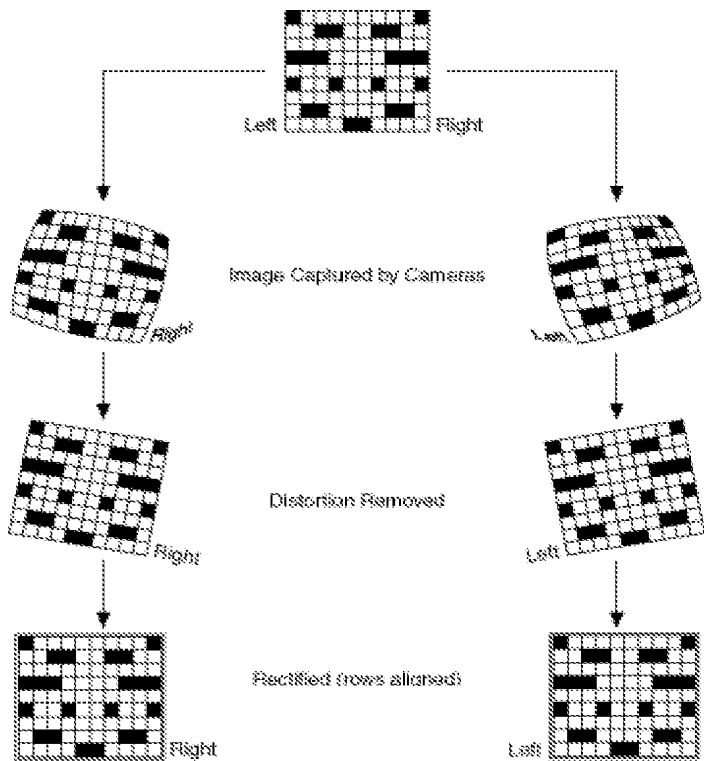 Left Right
Image Captured by Cameras
Right Left
Distortion Removed
Right Left
Rectified (rows aligned)
Right Left